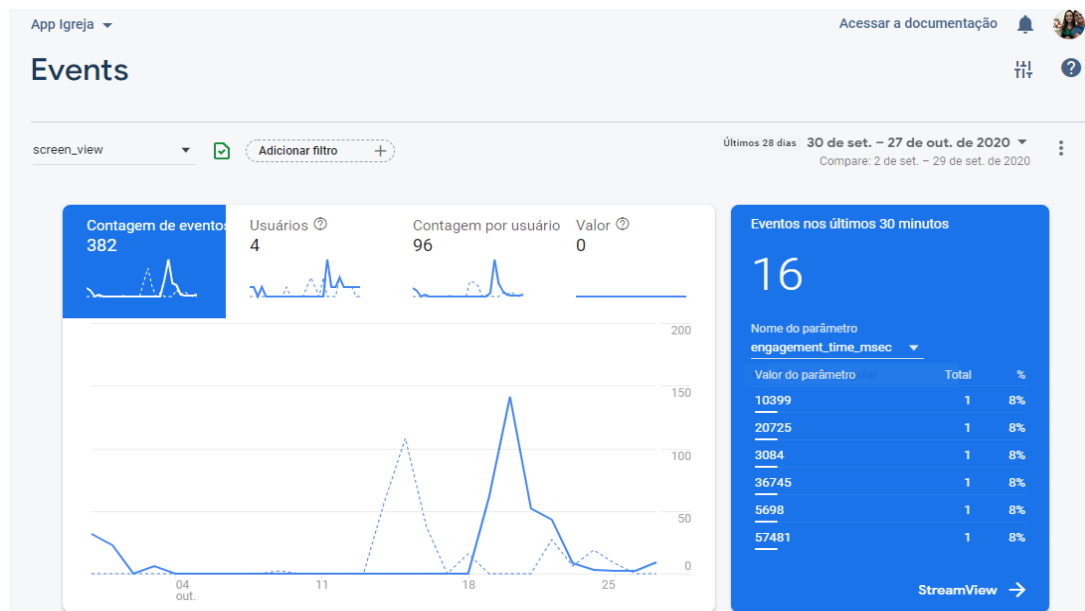 App Igreja
Acessar a documentação
Events
screen_view
Adicionar filtro
Últimos 28 dias 30 de set. – 27 de out. de 2020
Compare: 2 de set. – 29 de set. de 2020
Contagem de evento
382
Usuários
4
Contagem por usuário
96
Valor
0
200
150
100
50
0
04
out.
11
18
25
Eventos nos últimos 30 minutos
16
Nome do parâmetro
engagement_time_msec
Valor do parâmetro Total %
10399 1 8%
20725 1 8%
3084 1 8%
36745 1 8%
5698 1 8%
57481 1 8%
StreamView